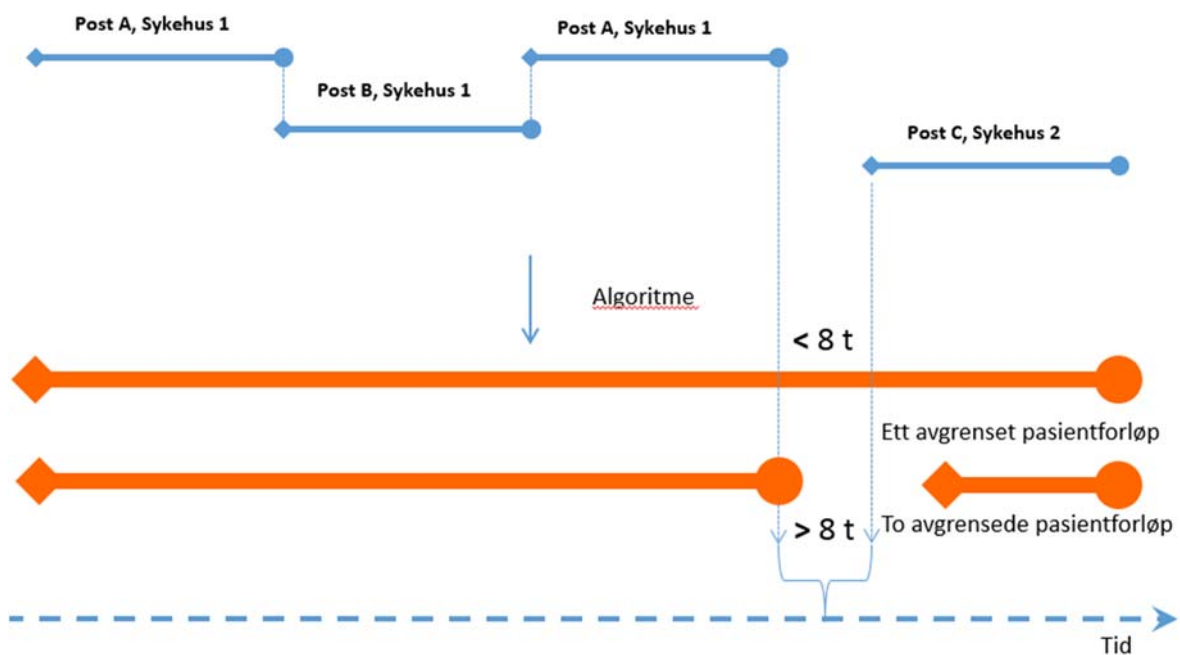 Post A, Sykehus 1
Post A, Sykehus 1
Post B, Sykehus 1
Post C, Sykehus 2
Algoritme
< 8 t
Ett avgrenset pasientforløp
> 8 t
To avgrensede pasientforløp
Tid